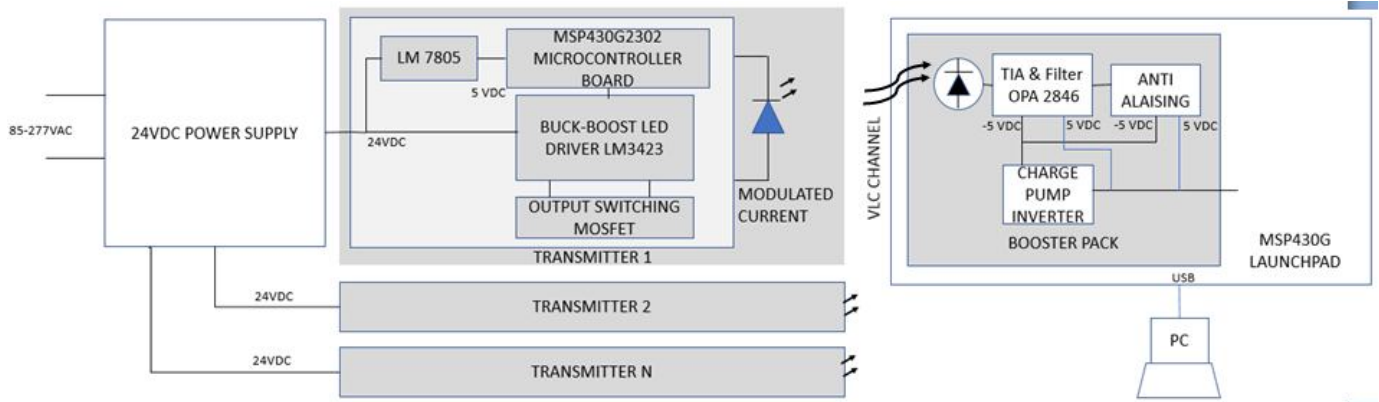 85-277VAC
24VDC POWER SUPPLY
24VDC
LM 7805
5 VDC
MSP430G2302
MICROCONTROLLER
BOARD
BUCK-BOOST LED
DRIVER LM3423
OUTPUT SWITCHING
MOSFET
MODULATED
CURRENT
TRANSMITTER 1
24VDC
TRANSMITTER 2
24VDC
TRANSMITTER N
VLC CHANNEL
TIA & Filter
OPA 2846
ANTI
ALAISING
-5 VDC
5 VDC
-5 VDC
5 VDC
CHARGE
PUMP
INVERTER
BOOSTER PACK
MSP430G
LAUNCHPAD
USB
PC